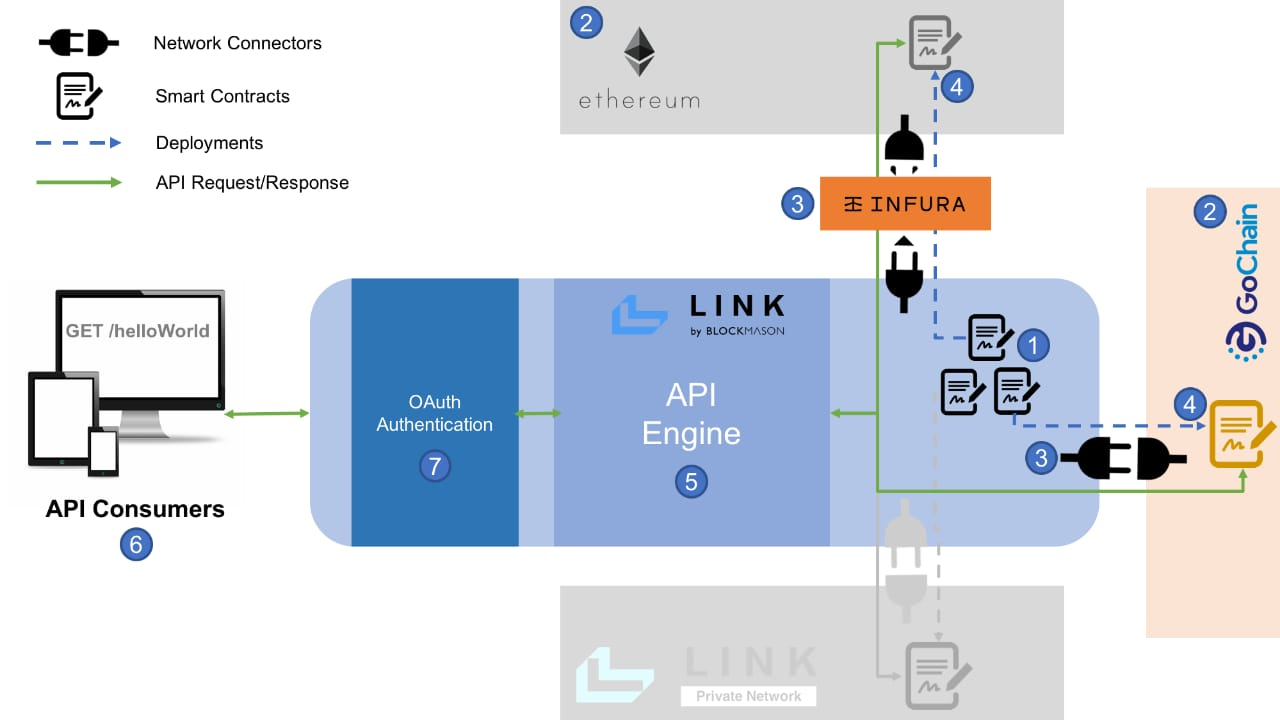 Network Connectors
Smart Contracts
Deployments
API Request/Response
2
ethereum
4
3
INFURA
2
GoChain
GET /helloWorld
API Consumers
6
OAuth
Authentication
7
LINK
by BLOCKMASON
API
Engine
5
1
4
3
LINK
Private Network